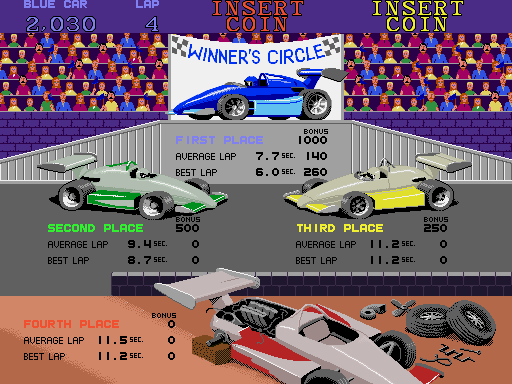 BLUE CAR LAP INSERT COIN INSERT COIN
2,030 4
WINNER'S CIRCLE
FIRST PLACE BONUS 1000
AVERAGE LAP 7.7 SEC. 140
BEST LAP 6.0 SEC. 260
SECOND PLACE BONUS 500
AVERAGE LAP 9.4 SEC. 0
BEST LAP 8.7 SEC. 0
THIRD PLACE BONUS 250
AVERAGE LAP 11.2 SEC. 0
BEST LAP 11.2 SEC. 0
FOURTH PLACE BONUS 0
AVERAGE LAP 11.5 SEC. 0
BEST LAP 11.2 SEC. 0